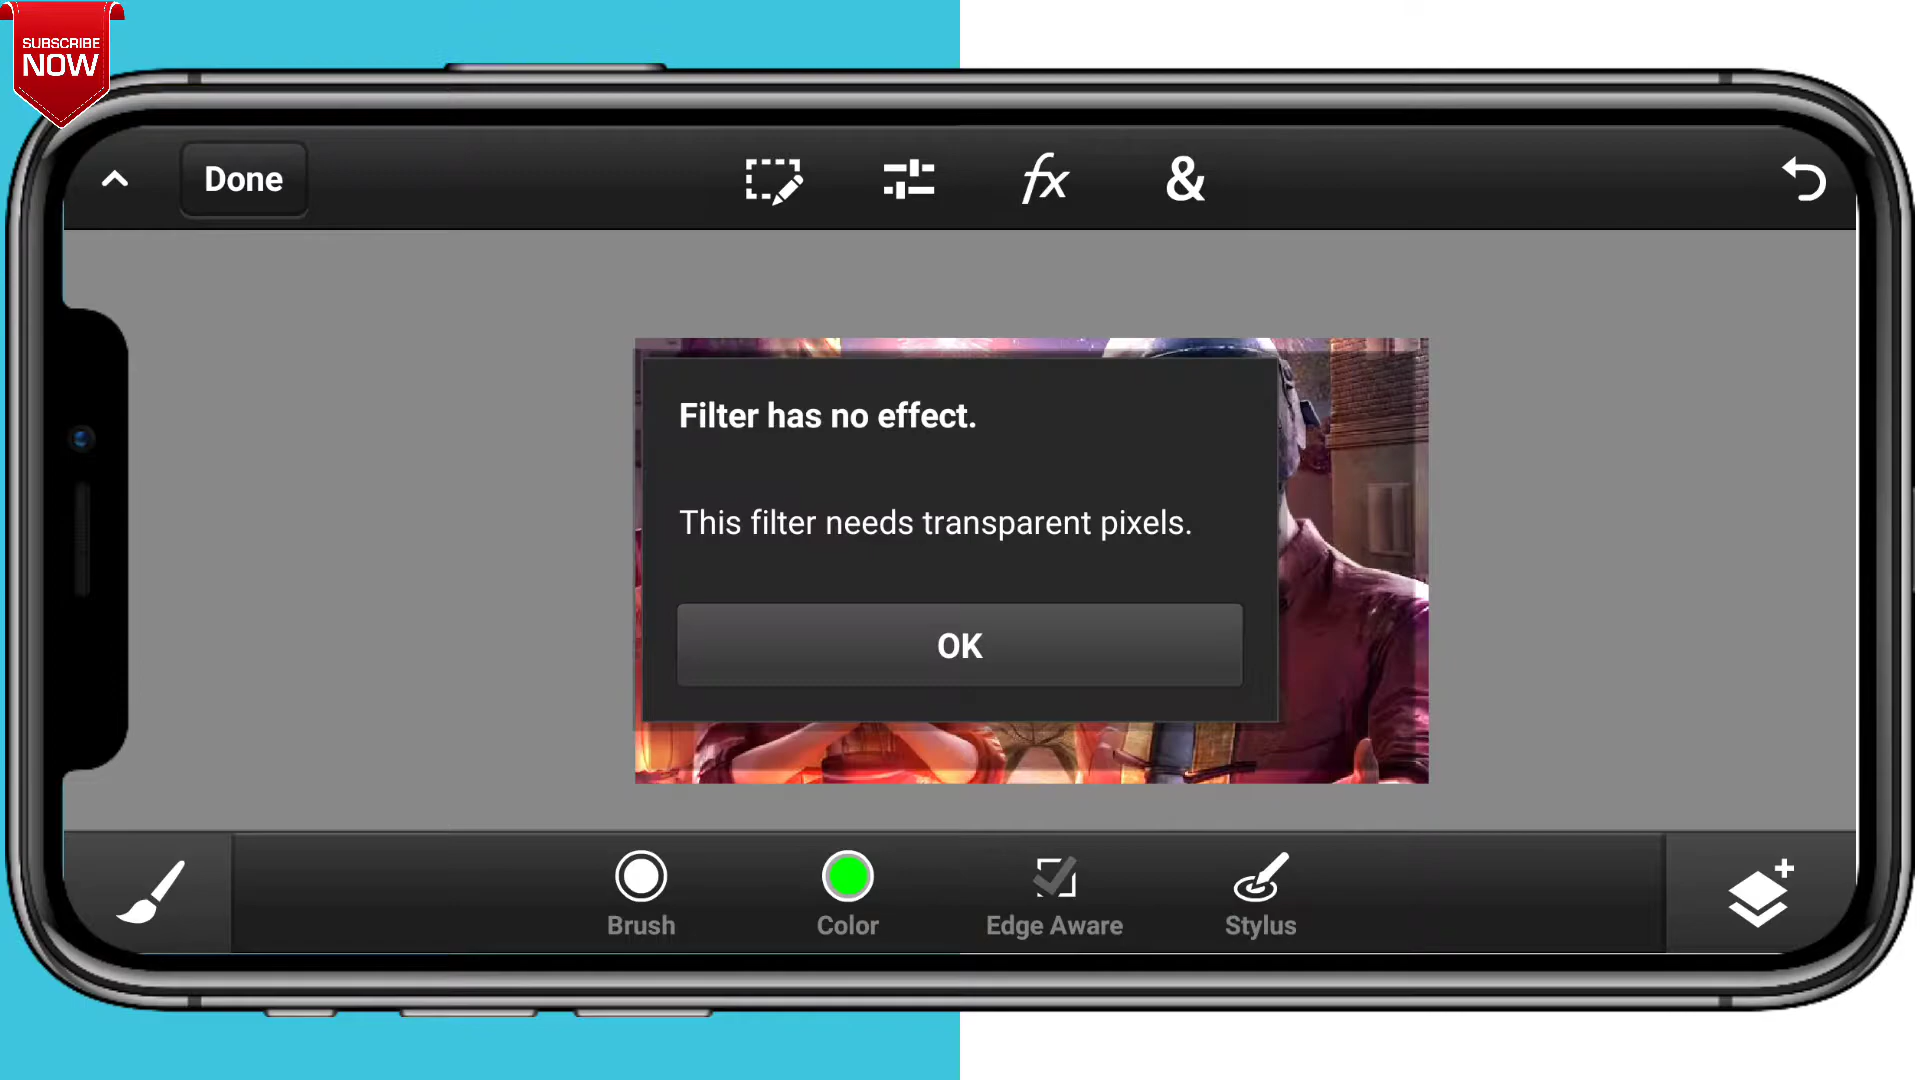 SUBSCRIBE
NOW
Done
fx
&
Filter has no effect.
This filter needs transparent pixels.
OK
Brush
Color
Edge Aware
Stylus